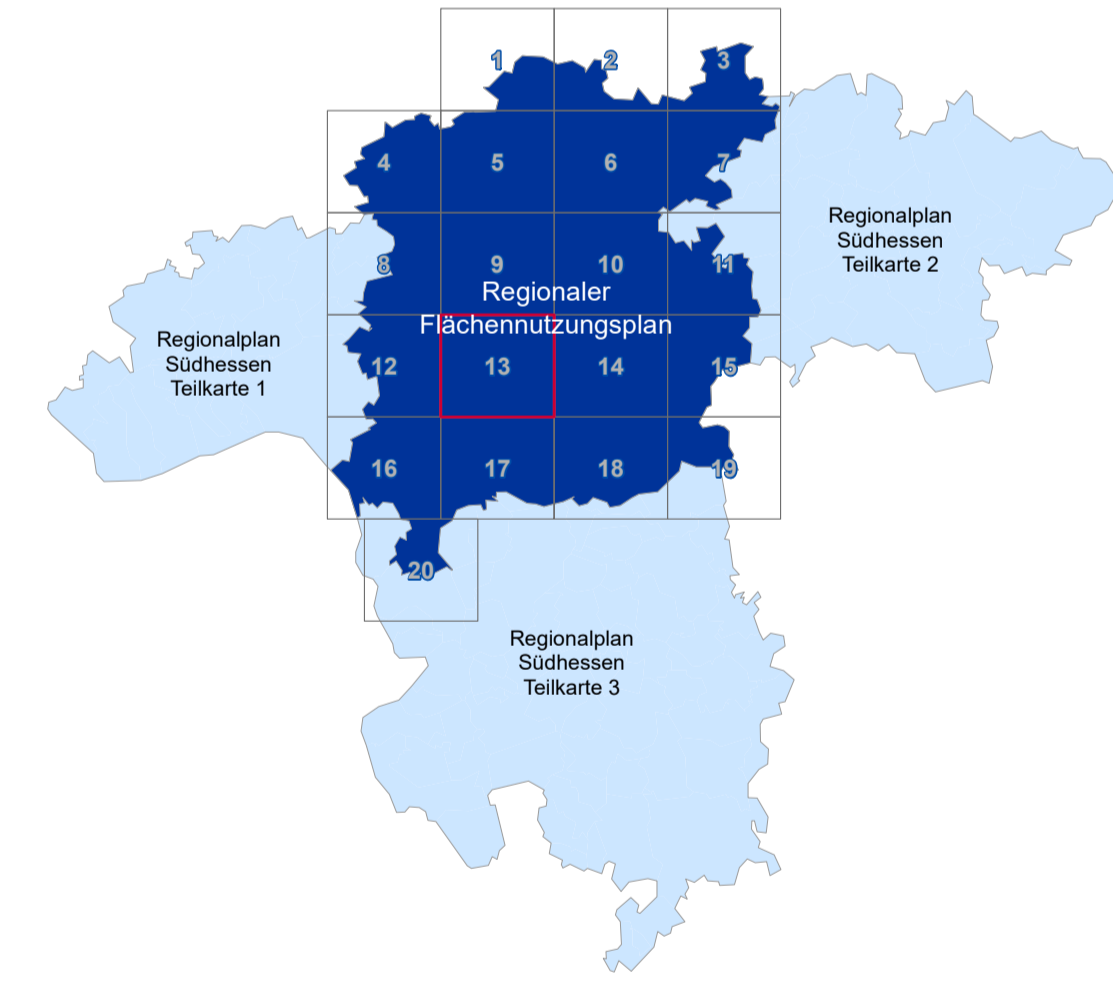 1
2
3
4
5
6
7
Regionalplan
Südhessen
Teilkarte 2
8
9
10
11
Regionaler
Flächennutzungsplan
Regionalplan
Südhessen
Teilkarte 1
12
13
14
15
16
17
18
19
20
Regionalplan
Südhessen
Teilkarte 3